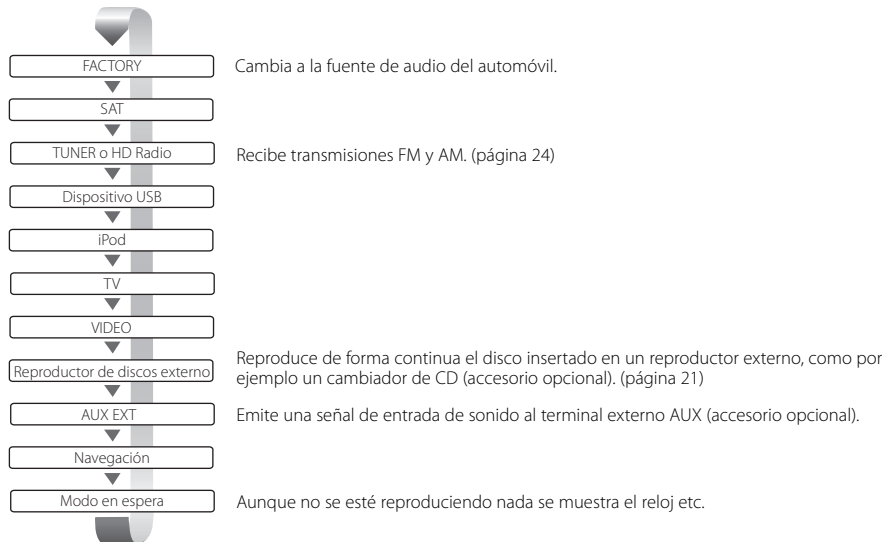 FACTORY
Cambia a la fuente de audio del automóvil.
SAT
TUNER o HD Radio
Recibe transmisiones FM y AM. (página 24)
Dispositivo USB
iPod
TV
VIDEO
Reproductor de discos externo
Reproduce de forma continua el disco insertado en un reproductor externo, como por
ejemplo un cambiador de CD (accesorio opcional). (página 21)
AUX EXT
Emite una señal de entrada de sonido al terminal externo AUX (accesorio opcional).
Navegación
Modo en espera
Aunque no se esté reproduciendo nada se muestra el reloj etc.